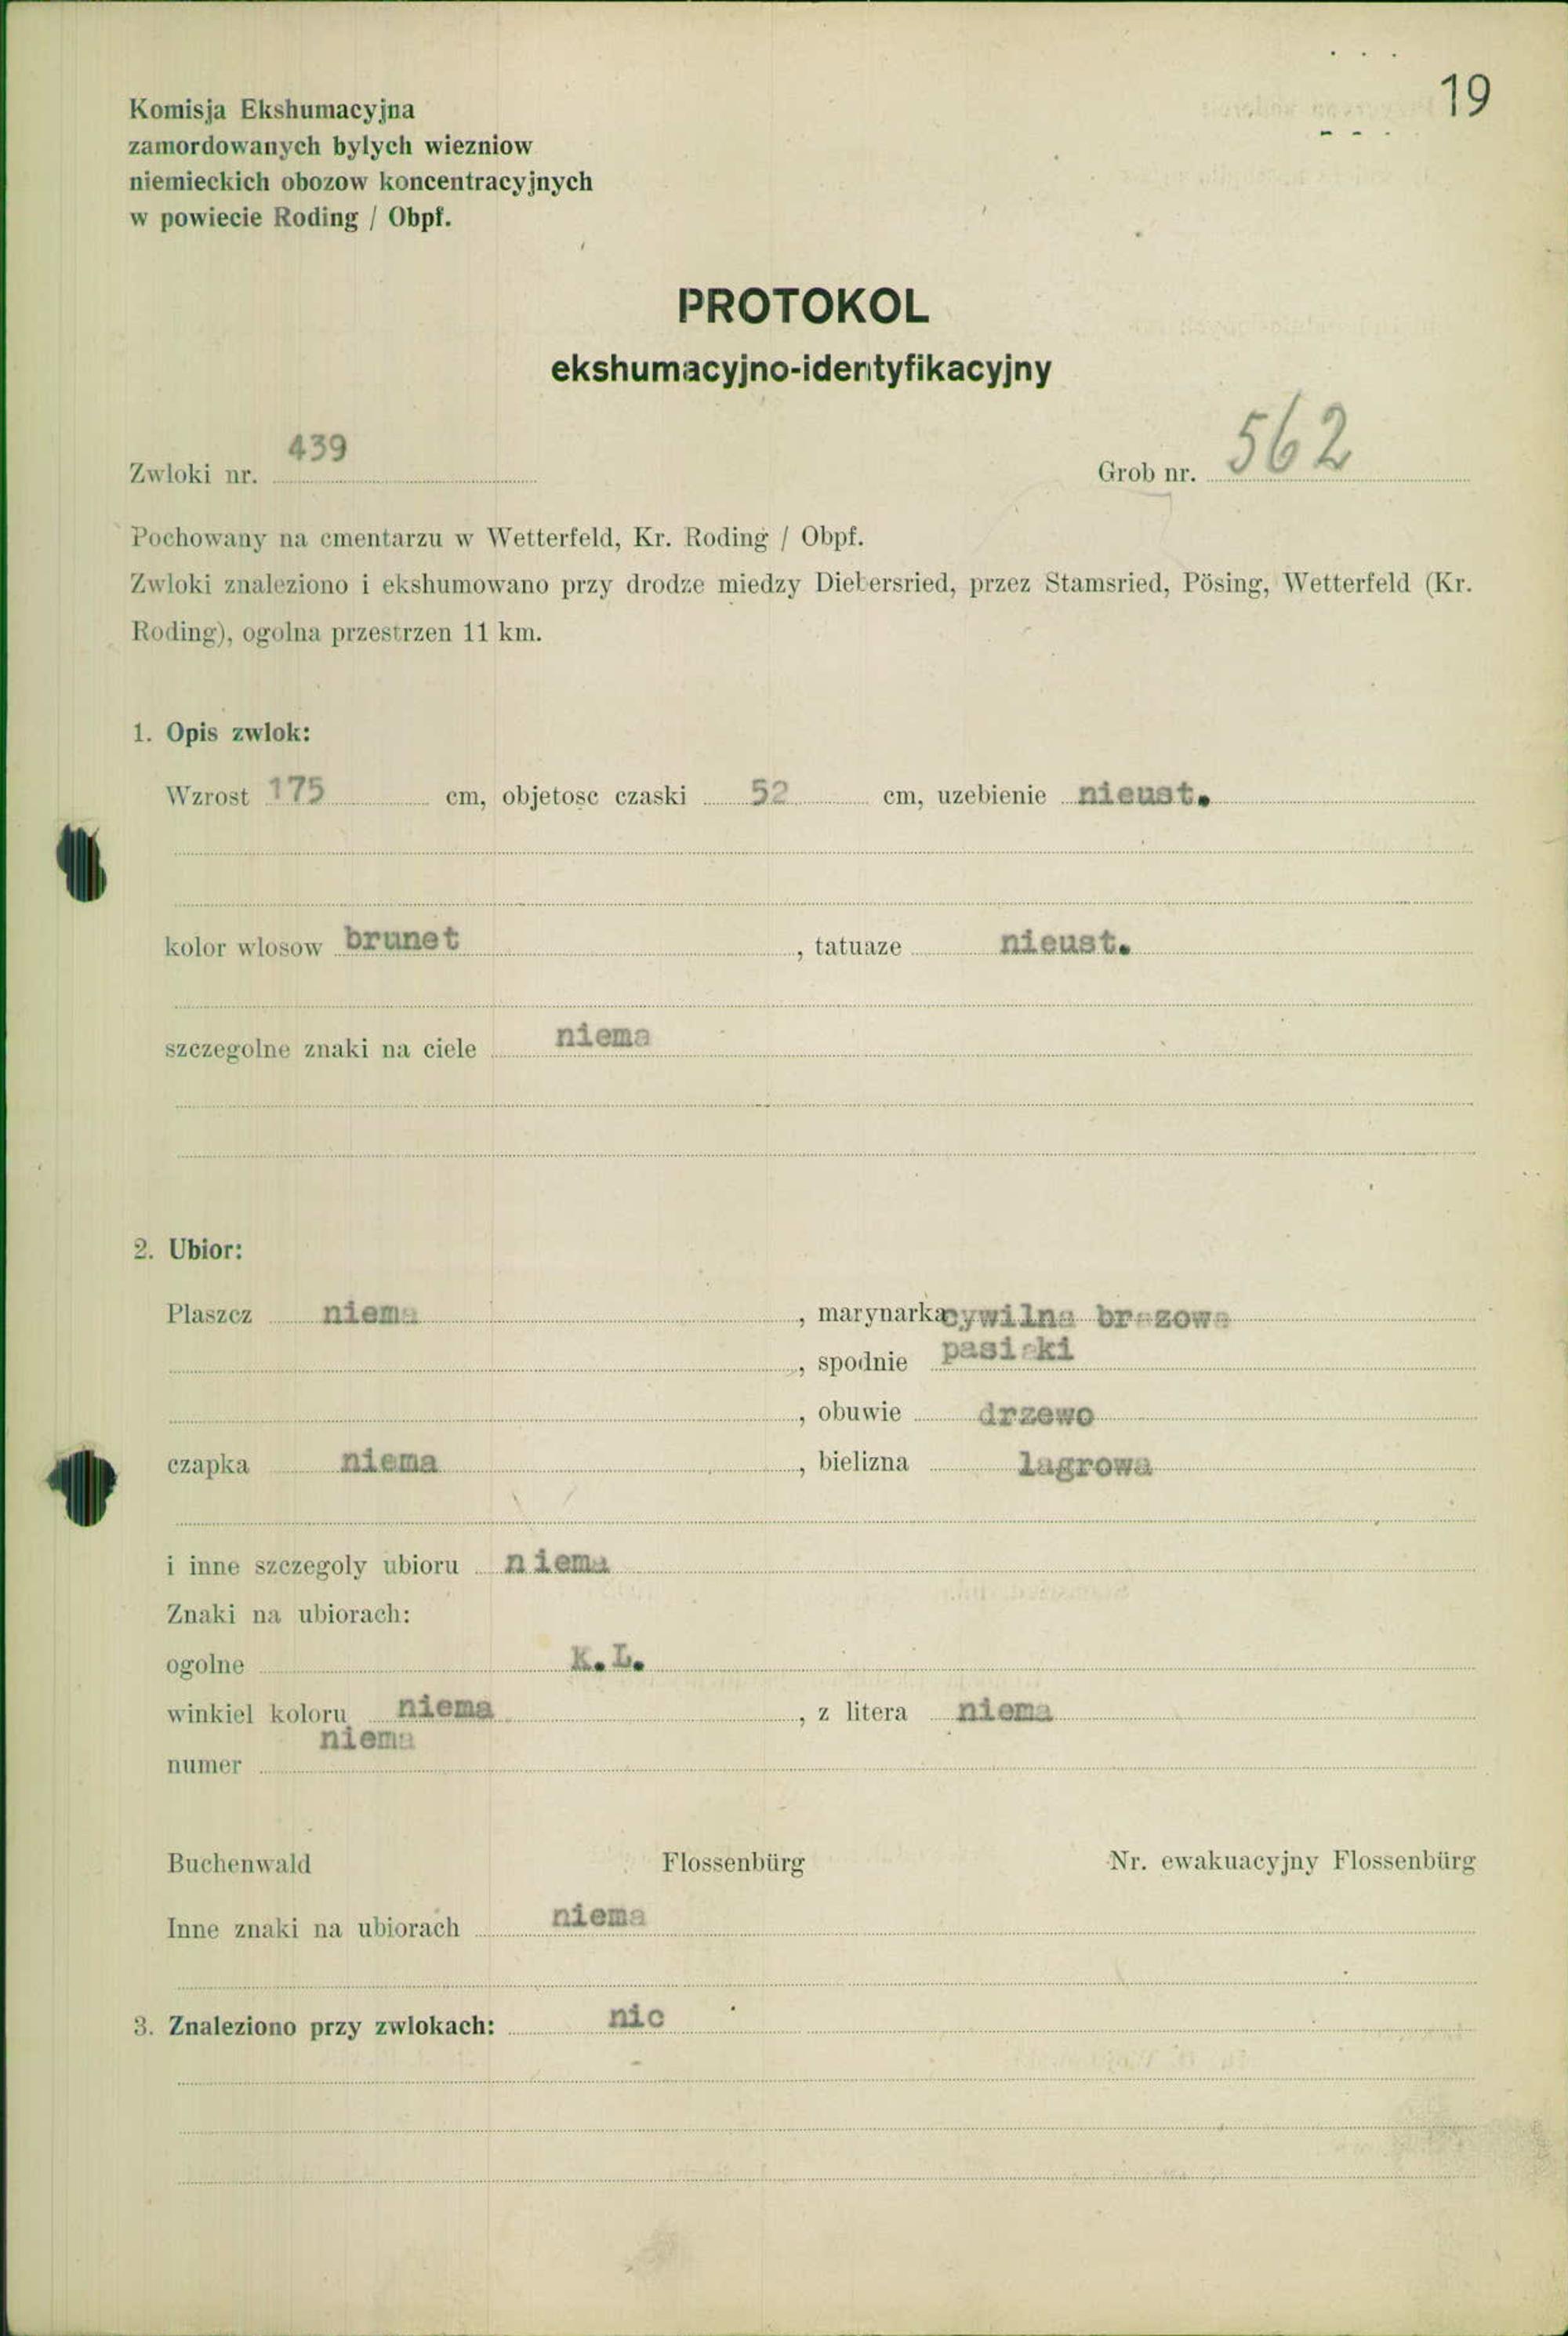 19
Komisja Ekshumacyjna
zamordowanych bylych wiezniow
niemieckich obozow koncentracyjnych
w powiecie Roding / Obpf.
PROTOKOL
ekshumacyjno-identyfikacyjny
Zwloki nr. 439 Grob nr. 562
Pochowany na cmentarzu w Wetterfeld, Kr. Roding / Obpf.
Zwloki znaleziono i ekshumowano przy drodze miedzy Diebersried, przez Stamsried, Pösing, Wetterfeld (Kr.
Roding), ogolna przestrzen 11 km.
1. Opis zwlok:
Wzrost 175 cm, objetosc czaski 52 cm, uzebienie nieust.
kolor wlosow brunet, tatuaze nieust.
szczegolne znaki na ciele niema
2. Ubior:
Plaszcz niema, marynarka cywilna brazowa
, spodnie pasiaki
, obuwie drzewo
czapka niema, bielizna lagrowa
i inne szczegoly ubioru niema
Znaki na ubiorach:
ogolne K.L.
winkiel koloru niema, z litera niema
numer niema
Buchenwald Flossenbürg Nr. ewakuacyjny Flossenbürg
Inne znaki na ubiorach niema
3. Znaleziono przy zwlokach: nic